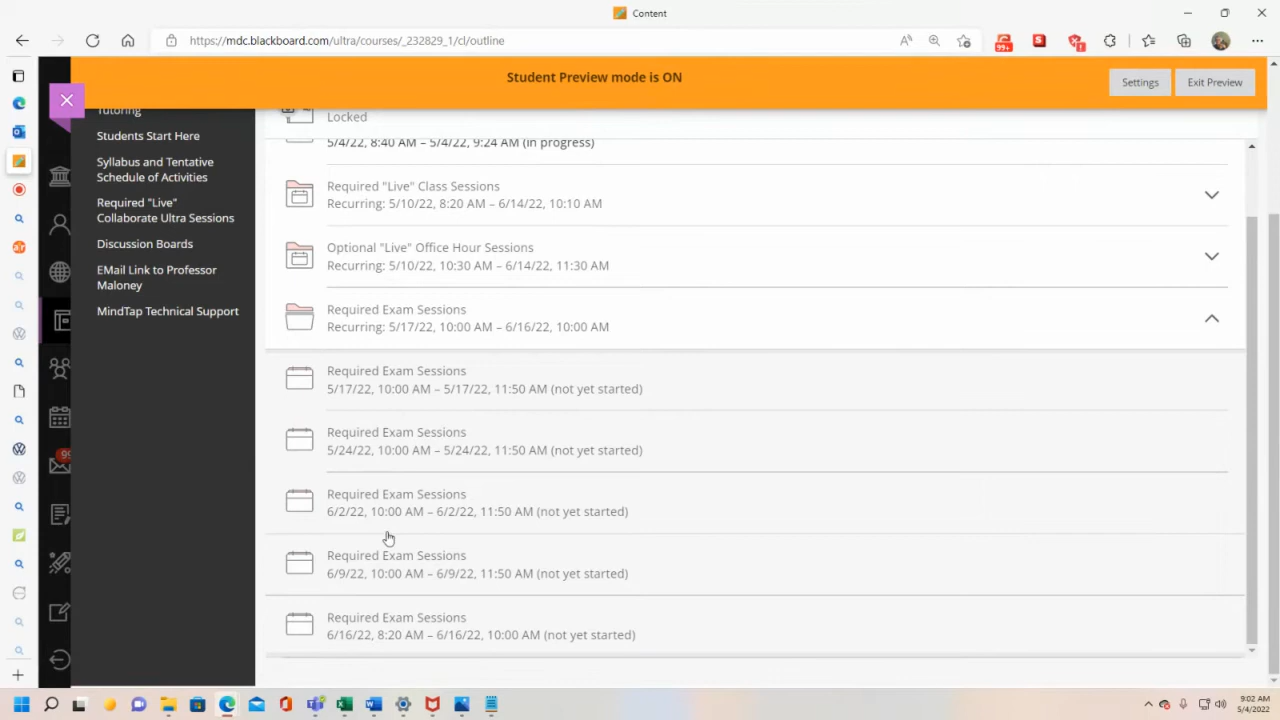 Content
https://mdc.blackboard.com/ultra/courses/_232829_1/cl/outline
99+
Student Preview mode is ON
Settings
Exit Preview
Tutoring
Students Start Here
Syllabus and Tentative
Schedule of Activities
Required "Live"
Collaborate Ultra Sessions
Discussion Boards
EMail Link to Professor
Maloney
MindTap Technical Support
Locked
5/4/22, 8:40 AM – 5/4/22, 9:24 AM (in progress)
Required "Live" Class Sessions
Recurring: 5/10/22, 8:20 AM – 6/14/22, 10:10 AM
Optional "Live" Office Hour Sessions
Recurring: 5/10/22, 10:30 AM – 6/14/22, 11:30 AM
Required Exam Sessions
Recurring: 5/17/22, 10:00 AM – 6/16/22, 10:00 AM
Required Exam Sessions
5/17/22, 10:00 AM – 5/17/22, 11:50 AM (not yet started)
Required Exam Sessions
5/24/22, 10:00 AM – 5/24/22, 11:50 AM (not yet started)
Required Exam Sessions
6/2/22, 10:00 AM – 6/2/22, 11:50 AM (not yet started)
Required Exam Sessions
6/9/22, 10:00 AM – 6/9/22, 11:50 AM (not yet started)
Required Exam Sessions
6/16/22, 8:20 AM – 6/16/22, 10:00 AM (not yet started)
9:02 AM
5/4/2022